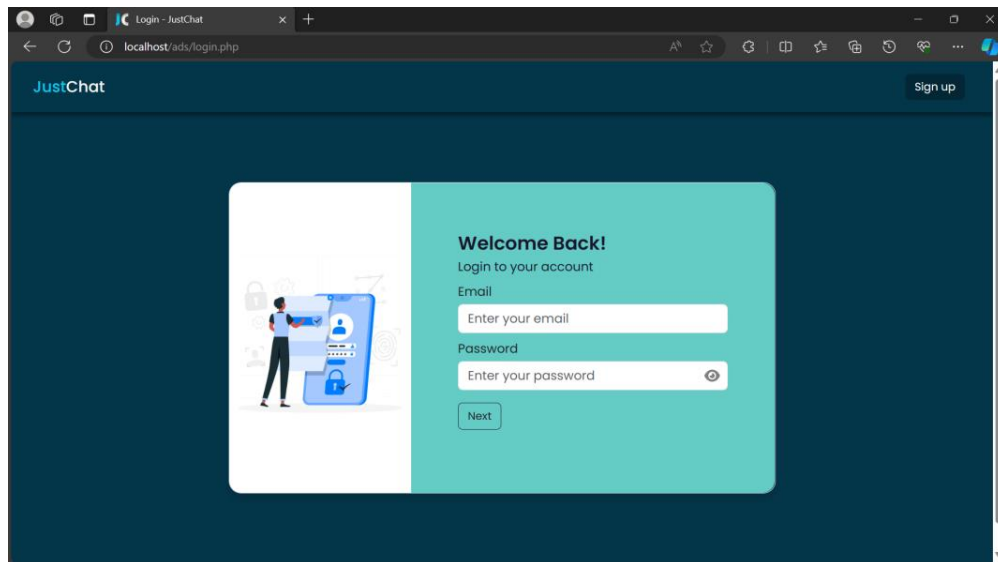 Login - JustChat
localhost/ads/login.php
JustChat
Sign up
Welcome Back!
Login to your account
Email
Enter your email
Password
Enter your password
Next